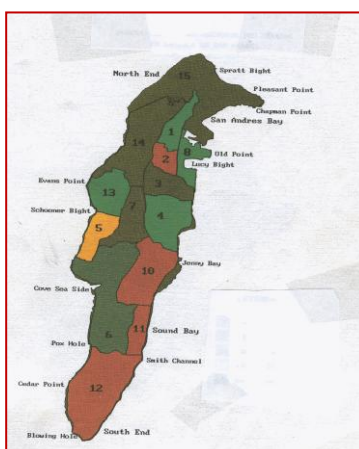 Spratt Bight
North End
15
Pleasant Point
Chapman Point
San Andres Bay
1
14
Old Point
8
2
Lucy Bight
Evans Point
3
13
7
Schooner Bight
4
5
Jenny Bay
10
Cove Sea Side
11
Sound Bay
6
Pox Hole
Smith Channel
Cedar Point
12
South End
Blowing Hole